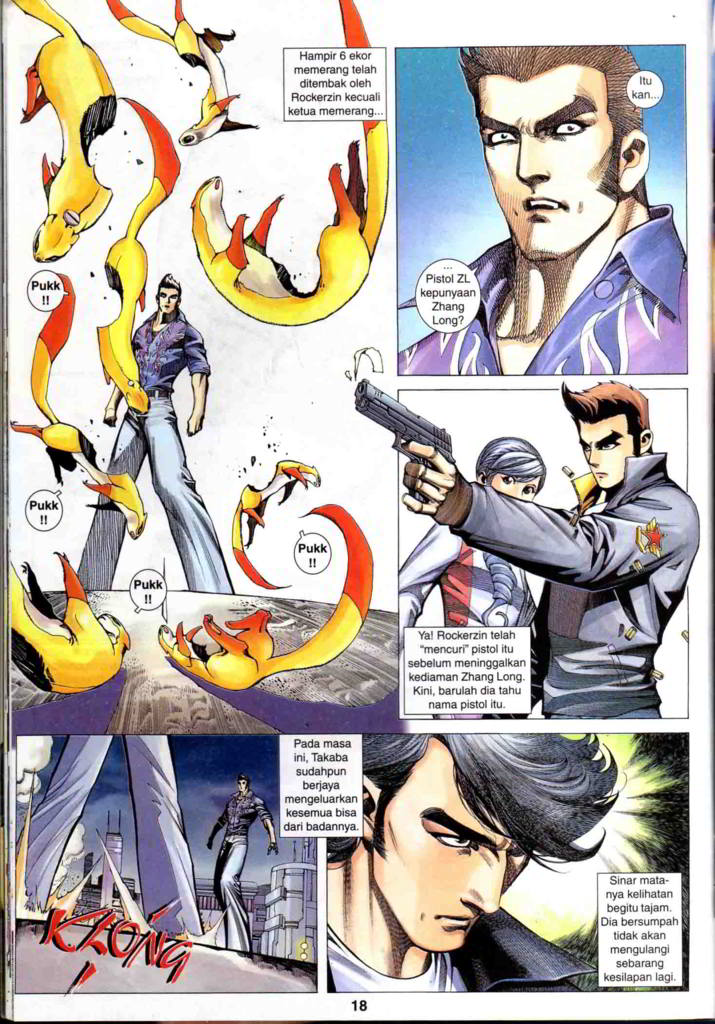 Hampir 6 ekor
memerang telah
ditembak oleh
Rockerzin kecuali
ketua memerang...
Itu
kan...
...
Pistol ZL
kepunyaan
Zhang
Long?
Pukk
!!
Pukk
!!
Pukk
!!
Pukk
!!
Ya! Rockerzin telah
"mencuri" pistol itu
sebelum meninggalkan
kediaman Zhang Long.
Kini, barulah dia tahu
nama pistol itu.
Pada masa
ini, Takaba
sudahpun
berjaya
mengeluarkan
kesemua bisa
dari badannya.
KLONG
!
Sinar mata-
nya kelihatan
begitu tajam.
Dia bersumpah
tidak akan
mengulangi
sebarang
kesilapan lagi.
18